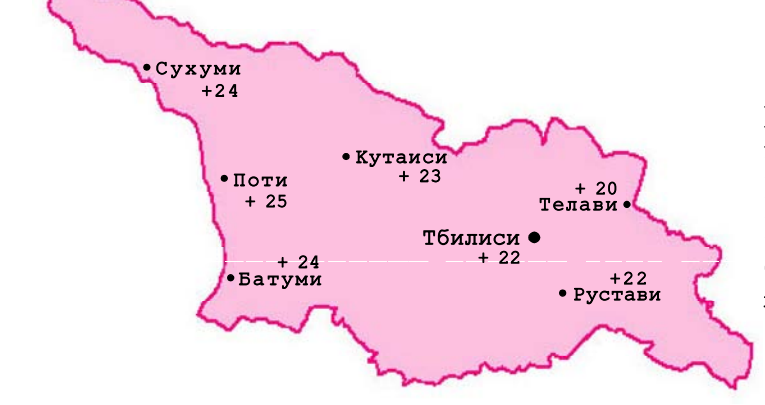 Сухуми
+24
Кутаиси
+ 23
Поти
+ 25
+ 20
Телави
Тбилиси
+ 22
+ 24
Батуми
+22
Рустави